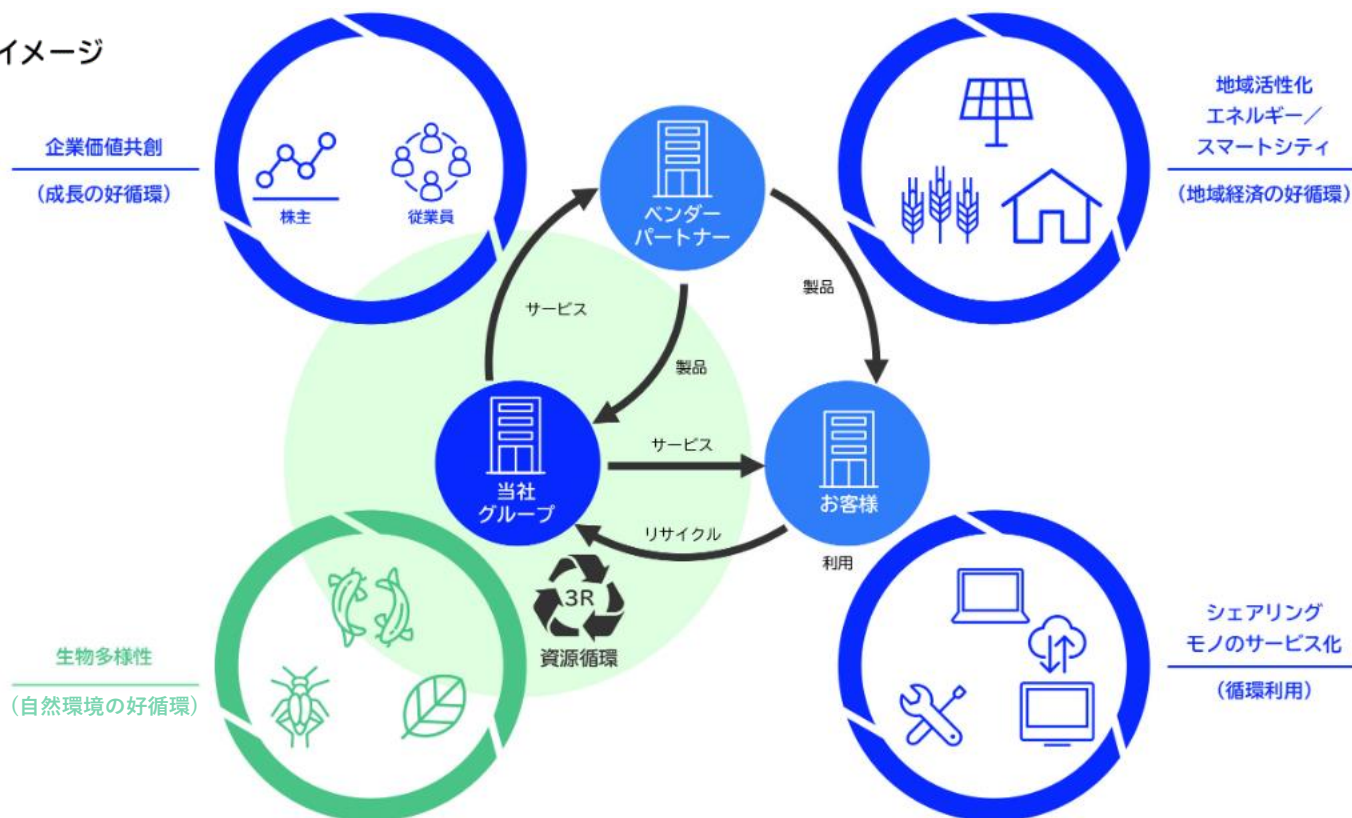 イメージ
企業価値共創
(成長の好循環)
株主
従業員
ベンダー
パートナー
地域活性化
エネルギー／
スマートシティ
(地域経済の好循環)
サービス
製品
製品
当社
グループ
サービス
お客様
リサイクル
利用
3R
資源循環
生物多様性
(自然環境の好循環)
シェアリング
モノのサービス化
(循環利用)